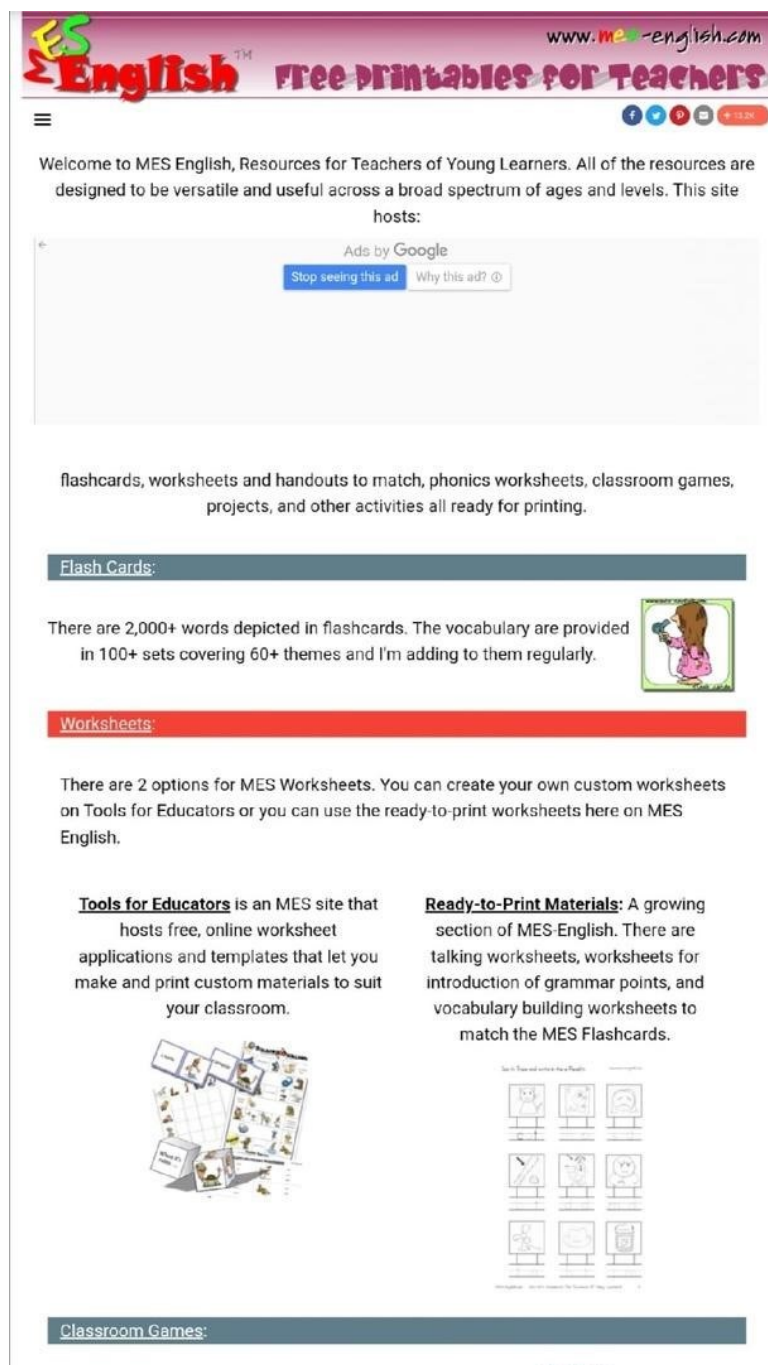 MES English™
www.mes-english.com
Free Printables for Teachers
+ 13.2K
Welcome to MES English, Resources for Teachers of Young Learners. All of the resources are
designed to be versatile and useful across a broad spectrum of ages and levels. This site
hosts:
Ads by Google
Stop seeing this ad
Why this ad?
flashcards, worksheets and handouts to match, phonics worksheets, classroom games,
projects, and other activities all ready for printing.
Flash Cards:
There are 2,000+ words depicted in flashcards. The vocabulary are provided
in 100+ sets covering 60+ themes and I'm adding to them regularly.
Worksheets:
There are 2 options for MES Worksheets. You can create your own custom worksheets
on Tools for Educators or you can use the ready-to-print worksheets here on MES
English.
Tools for Educators is an MES site that
hosts free, online worksheet
applications and templates that let you
make and print custom materials to suit
your classroom.
Ready-to-Print Materials: A growing
section of MES-English. There are
talking worksheets, worksheets for
introduction of grammar points, and
vocabulary building worksheets to
match the MES Flashcards.
Classroom Games: